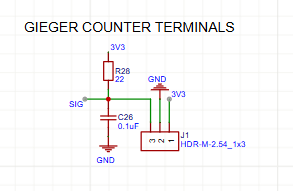 GIEGER COUNTER TERMINALS
3V3
R28
22
GND
3V3
SIG
C26
0.1uF
3
2
1
J1
HDR-M-2.54_1x3
GND